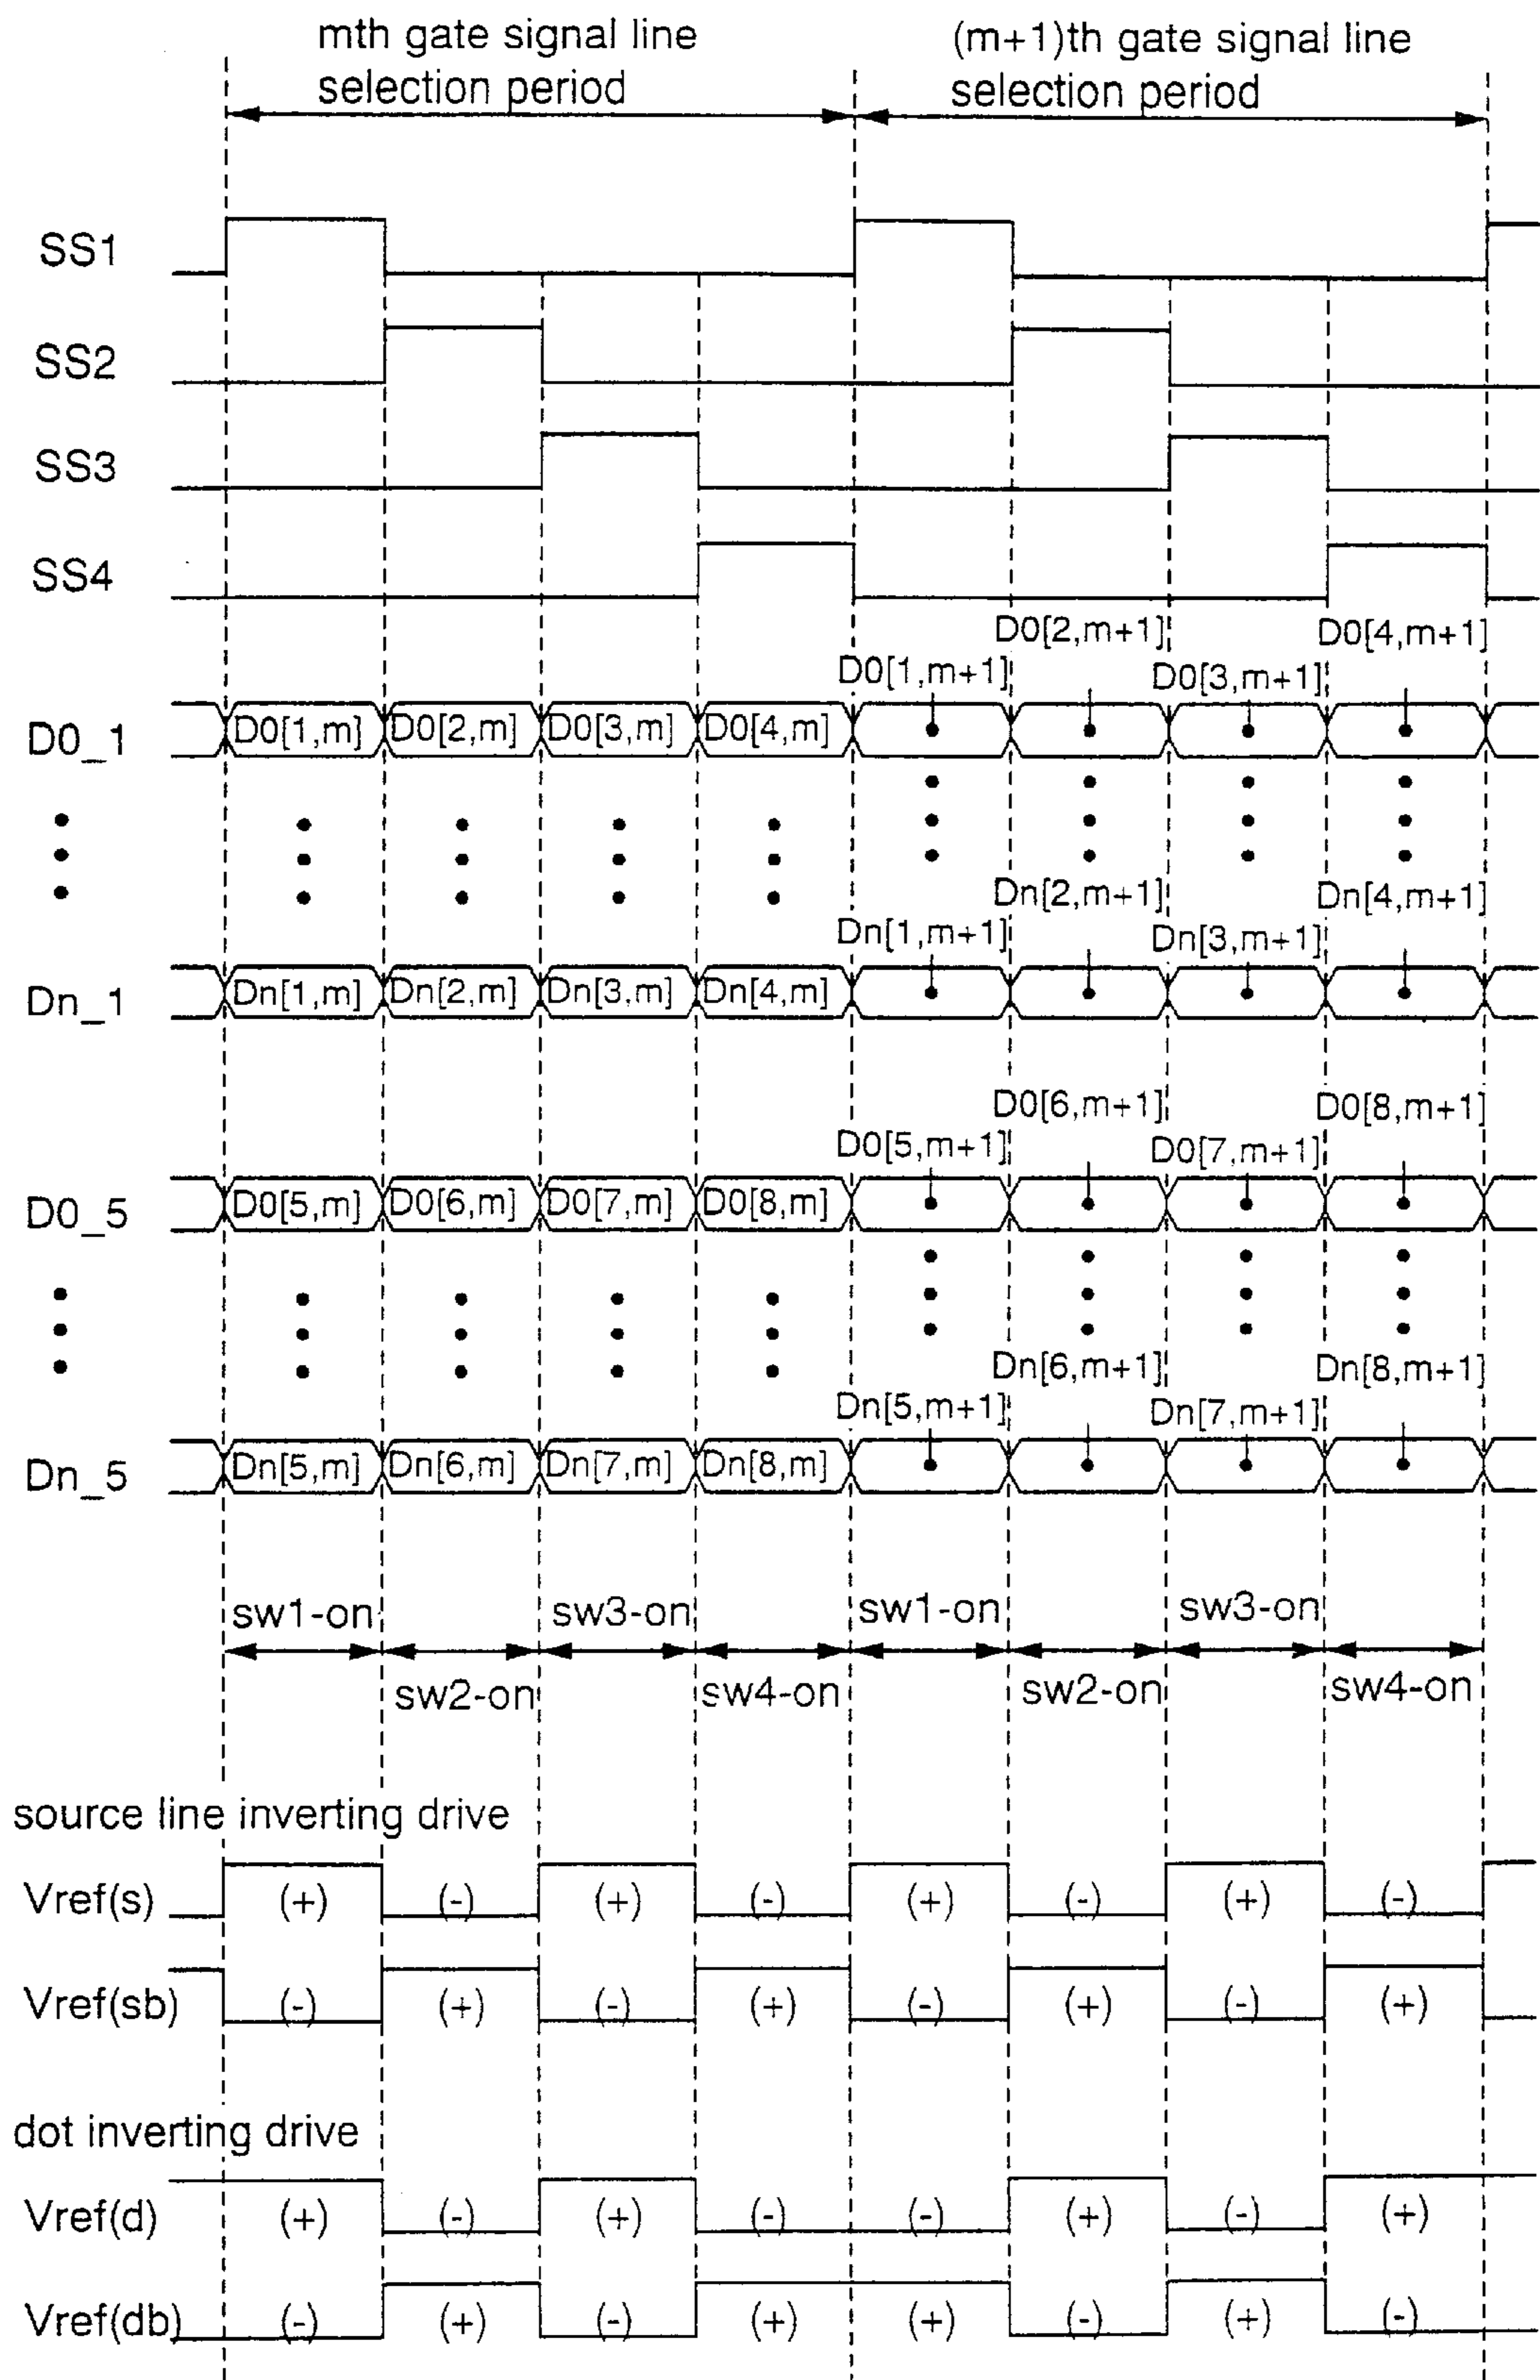 mth gate signal line
selection period
(m+1)th gate signal line
selection period
SS1
SS2
SS3
SS4
D0[2,m+1]
D0[4,m+1]
D0[1,m+1]
D0[3,m+1]
D0_1
D0[1,m]
D0[2,m]
D0[3,m]
D0[4,m]
Dn[2,m+1]
Dn[4,m+1]
Dn[1,m+1]
Dn[3,m+1]
Dn_1
Dn[1,m]
Dn[2,m]
Dn[3,m]
Dn[4,m]
D0[6,m+1]
D0[8,m+1]
D0[5,m+1]
D0[7,m+1]
D0_5
D0[5,m]
D0[6,m]
D0[7,m]
D0[8,m]
Dn[6,m+1]
Dn[8,m+1]
Dn[5,m+1]
Dn[7,m+1]
Dn_5
Dn[5,m]
Dn[6,m]
Dn[7,m]
Dn[8,m]
sw1-on
sw3-on
sw1-on
sw3-on
sw2-on
sw4-on
sw2-on
sw4-on
source line inverting drive
Vref(s) (+) (-) (+) (-) (+) (-) (+) (-)
Vref(sb) (-) (+) (-) (+) (-) (+) (-) (+)
dot inverting drive
Vref(d) (+) (-) (+) (-) (-) (+) (-) (+)
Vref(db) (-) (+) (-) (+) (+) (-) (+) (-)